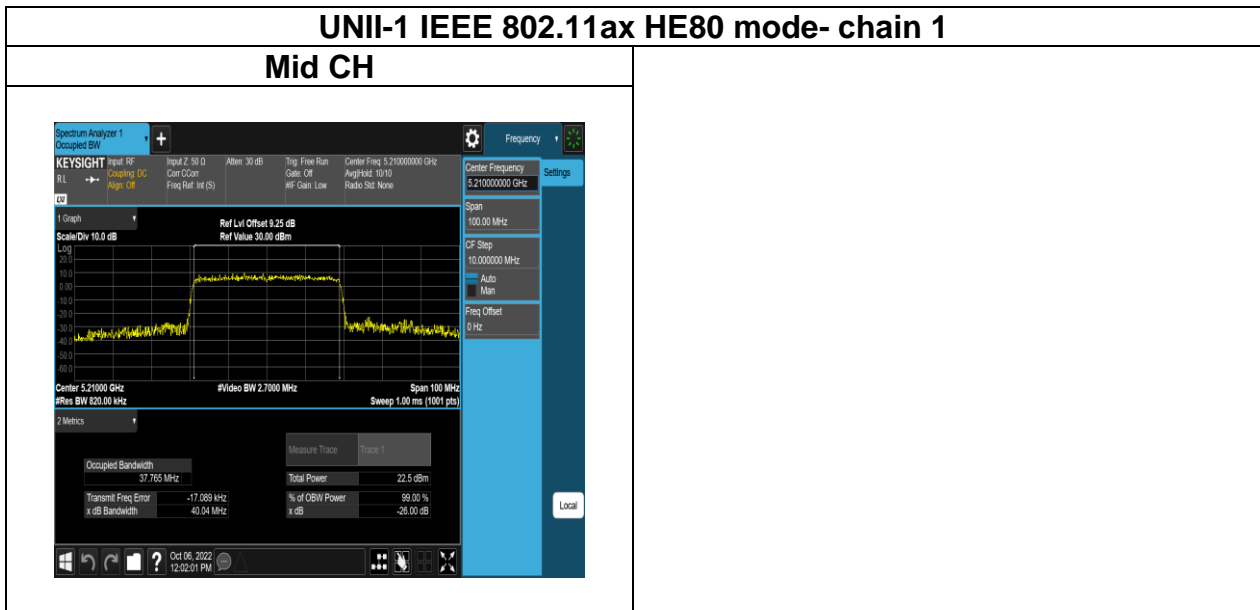 UNII-1 IEEE 802.11ax HE80 mode- chain 1
Mid CH
Spectrum Analyzer 1
Occupied BW
+
Frequency
KEYSIGHT
R L
Input: RF
Coupling: DC
Align: Off
Input Z: 50 Ω
Corr CCorr
Freq Ref: Int (S)
Atten: 30 dB
Trig: Free Run
Gate: Off
#IF Gain: Low
Center Freq: 5.210000000 GHz
Avg|Hold: 10/10
Radio Std: None
Center Frequency
5.210000000 GHz
Settings
Span
100.00 MHz
CF Step
10.000000 MHz
Auto
Man
Freq Offset
0 Hz
1 Graph
Scale/Div 10.0 dB
Ref Lvl Offset 9.25 dB
Ref Value 30.00 dBm
Log
20.0
10.0
0.00
-10.0
-20.0
-30.0
-40.0
-50.0
-60.0
Center 5.21000 GHz
#Video BW 2.7000 MHz
Span 100 MHz
#Res BW 820.00 kHz
Sweep 1.00 ms (1001 pts)
2 Metrics
Measure Trace Trace 1
Occupied Bandwidth
37.765 MHz
Total Power 22.5 dBm
Transmit Freq Error -17.089 kHz
% of OBW Power 99.00 %
x dB Bandwidth 40.04 MHz
x dB -26.00 dB
Local
?
Oct 06, 2022
12:02:01 PM